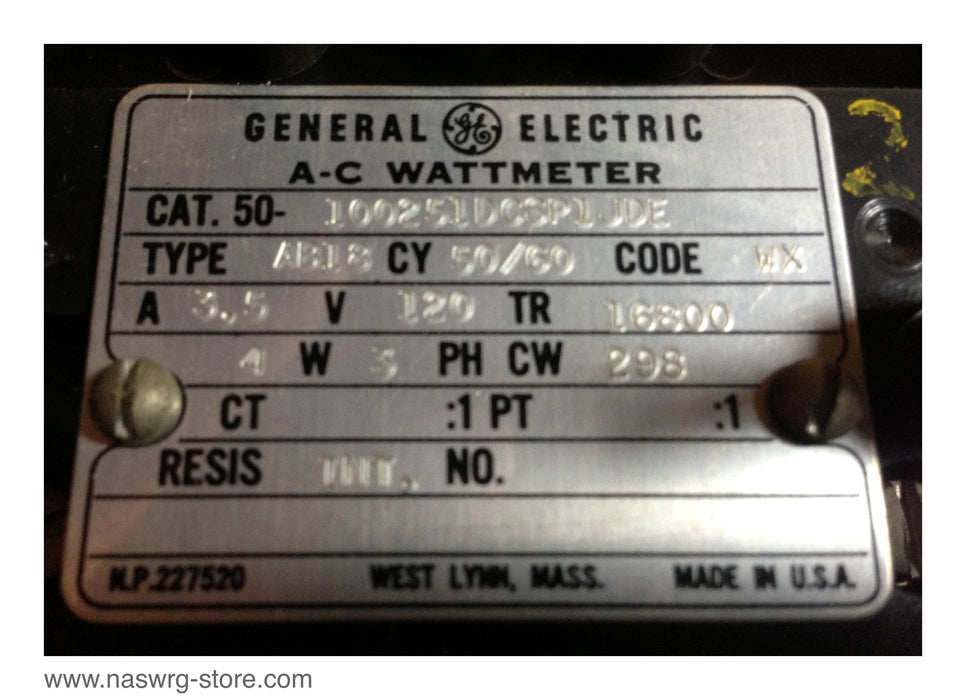 GENERAL GE ELECTRIC
A-C WATTMETER
CAT. 50- 100251DCSP1JDE
TYPE AB18 CY 50/60 CODE WX
A 3.5 V 120 TR 16800
4 W 3 PH CW 298
CT :1 PT :1
RESIS INT. NO.
N.P.227520 WEST LYNN, MASS. MADE IN U.S.A.
2
www.naswrg-store.com